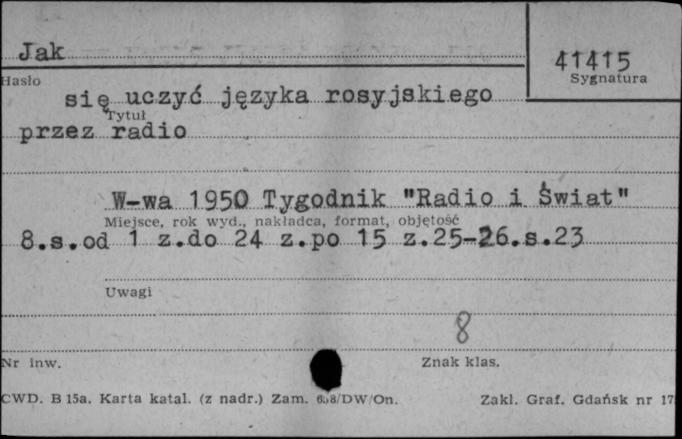 Jak
41415
Hasło
Sygnatura
się uczyć języka rosyjskiego
Tytuł
przez radio
W-wa 1950 Tygodnik "Radio i Świat"
Miejsce, rok wyd., nakładca, format, objętość
8.s.od 1 z.do 24 z.po 15 z.25-26.s.23
Uwagi
8
Nr inw.
Znak klas.
CWD. B 15a. Karta katal. (z nadr.) Zam. /DW/On.
Zakł. Graf. Gdańsk nr 17